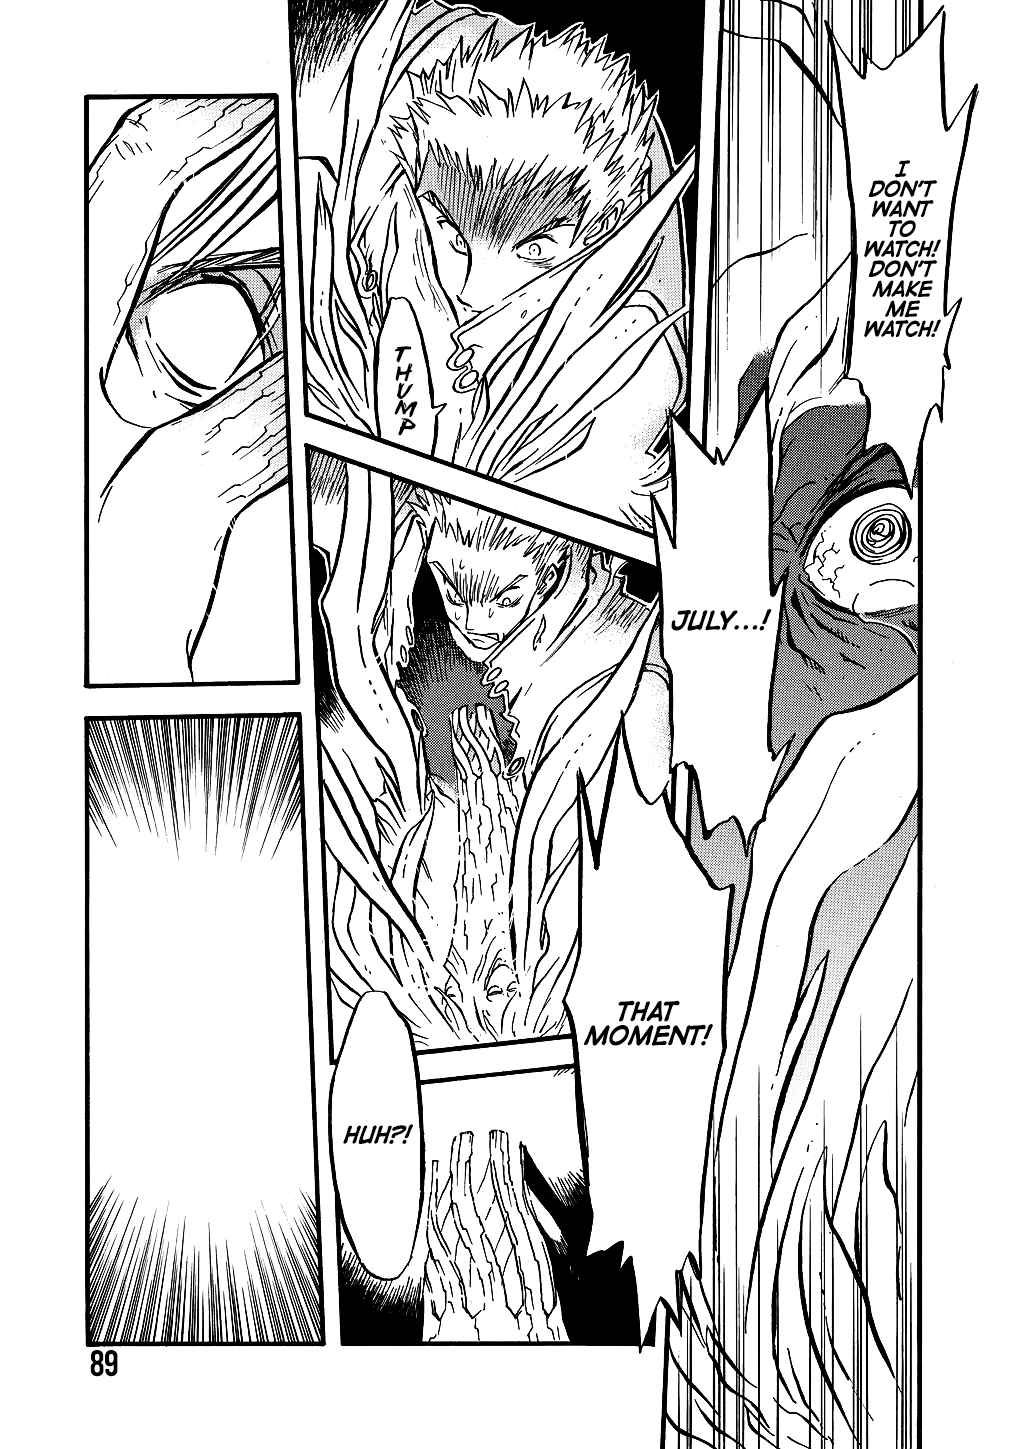 I
DON'T
WANT
TO
WATCH!
DON'T
MAKE
ME
WATCH!
JULY...!
THAT
MOMENT!
THUMP
HUH?!
89